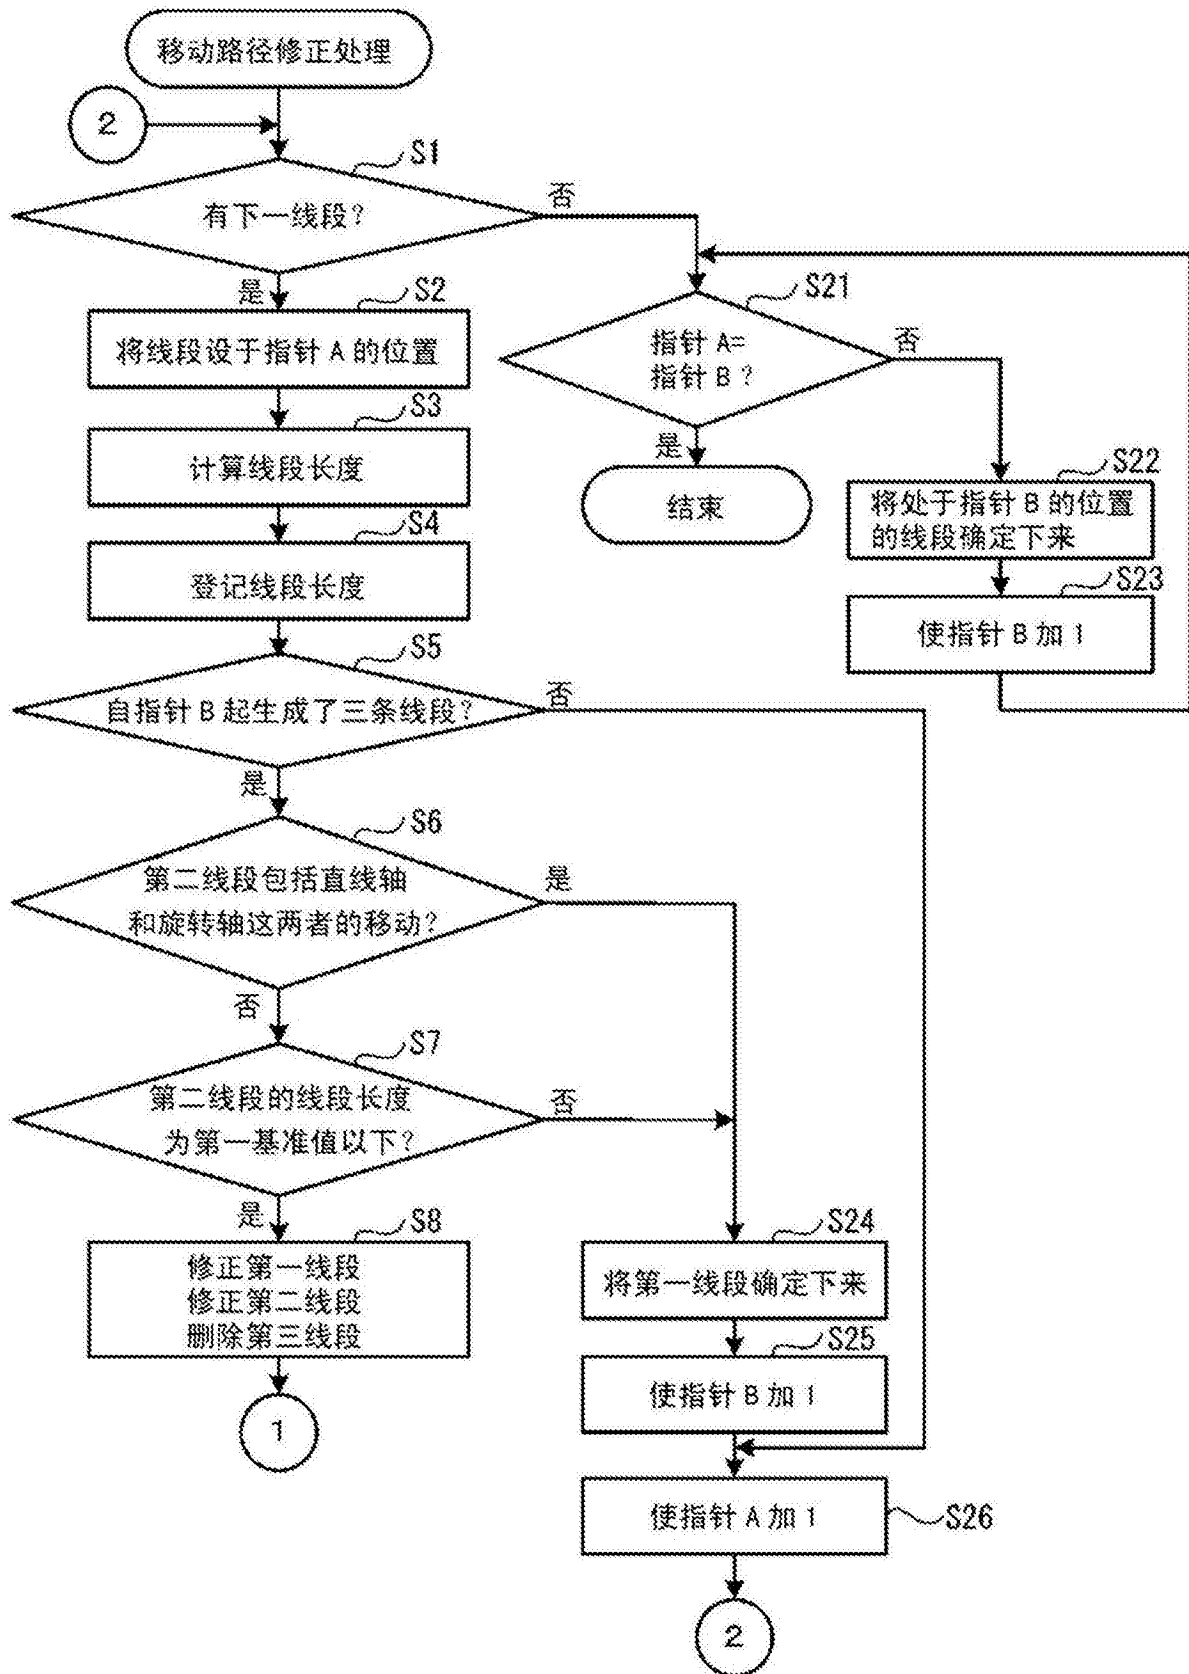 移动路径修正处理
2
S1
有下一线段？
否
是
S2
将线段设于指针 A 的位置
S3
计算线段长度
S4
登记线段长度
S5
自指针 B 起生成了三条线段？
否
是
S6
第二线段包括直线轴
和旋转轴这两者的移动？
是
否
S7
第二线段的线段长度
为第一基准值以下？
否
是
S8
修正第一线段
修正第二线段
删除第三线段
1
S21
指针 A=
指针 B？
否
是
结束
S22
将处于指针 B 的位置
的线段确定下来
S23
使指针 B 加 1
S24
将第一线段确定下来
S25
使指针 B 加 1
S26
使指针 A 加 1
2